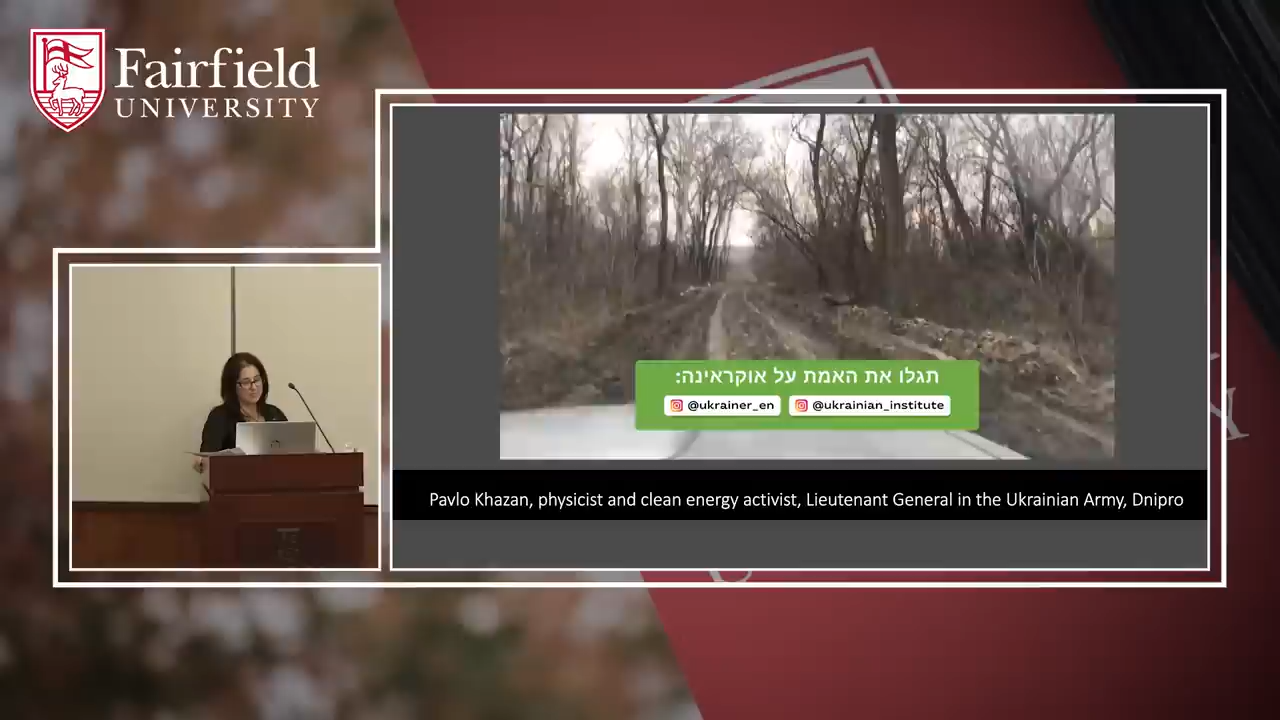 Fairfield
UNIVERSITY
תגלו את האמת על אוקראינה:
@ukrainer_en @ukrainian_institute
Pavlo Khazan, physicist and clean energy activist, Lieutenant General in the Ukrainian Army, Dnipro